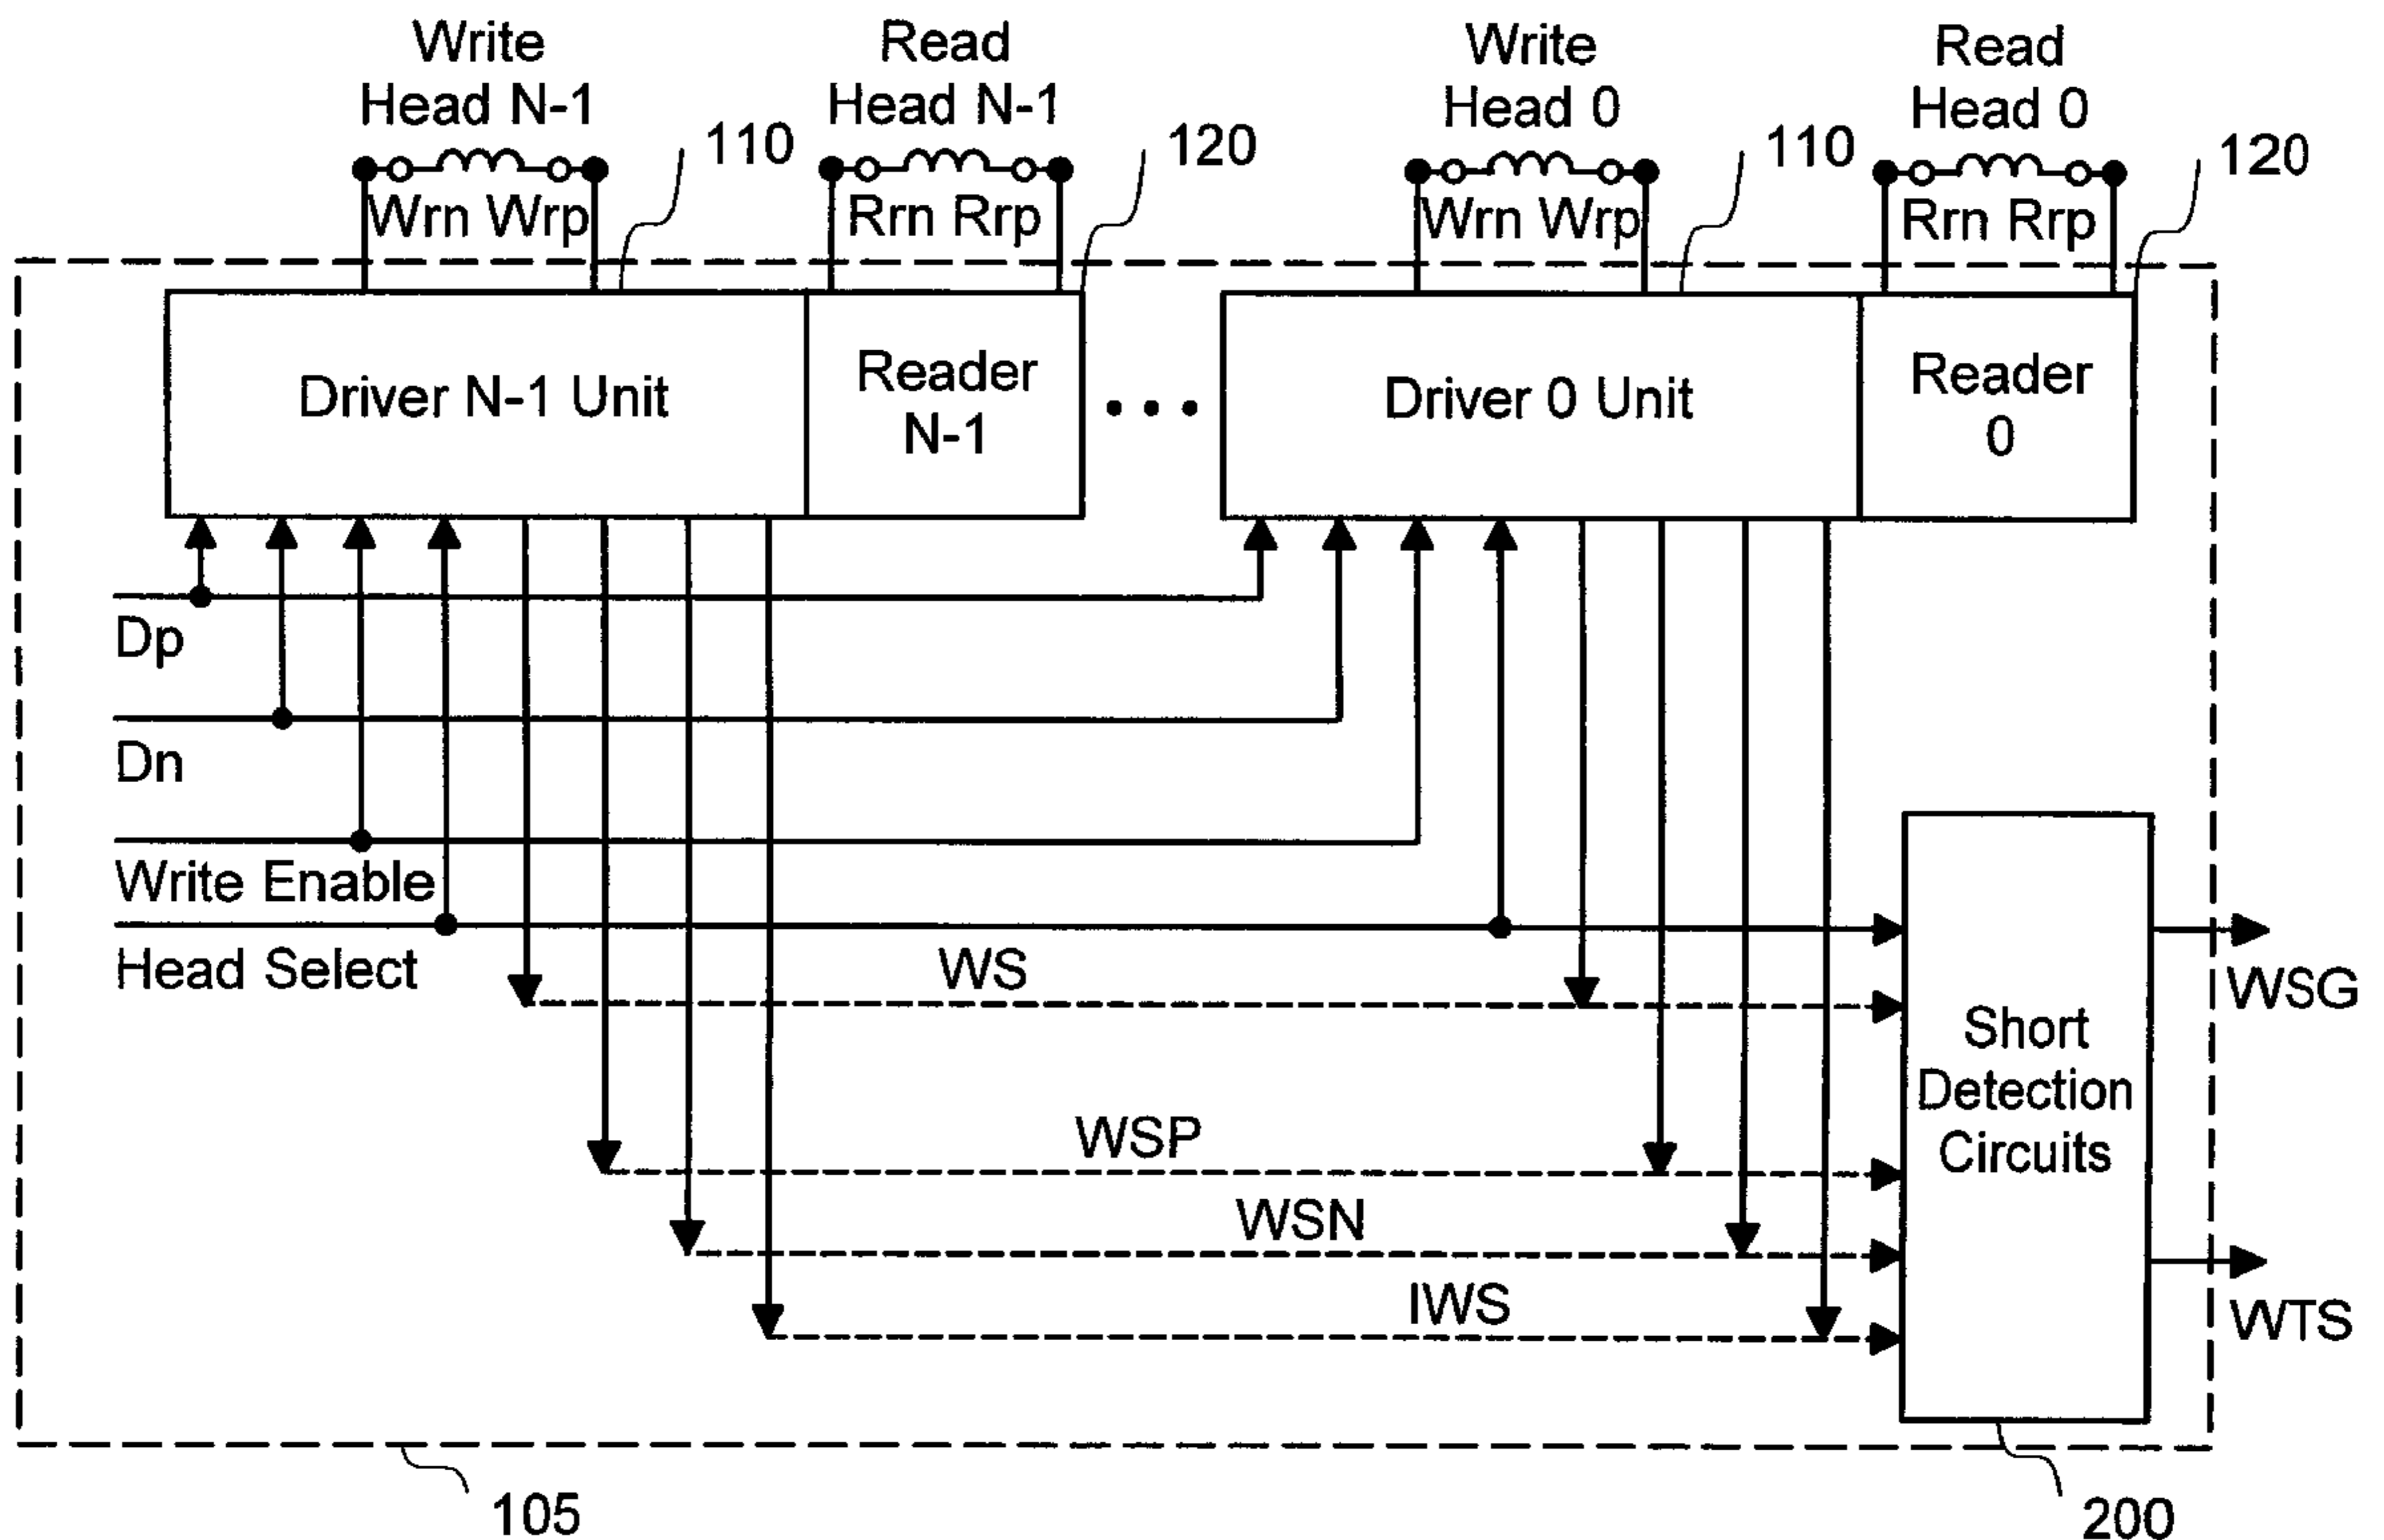 Write
Head N-1
Read
Head N-1
Write
Head 0
Read
Head 0
110
120
110
120
Wrn Wrp
Rrn Rrp
Wrn Wrp
Rrn Rrp
Driver N-1 Unit
Reader
N-1
Driver 0 Unit
Reader
0
Dp
Dn
Write Enable
Head Select
WS
WSP
WSN
IWS
Short
Detection
Circuits
WSG
WTS
105
200